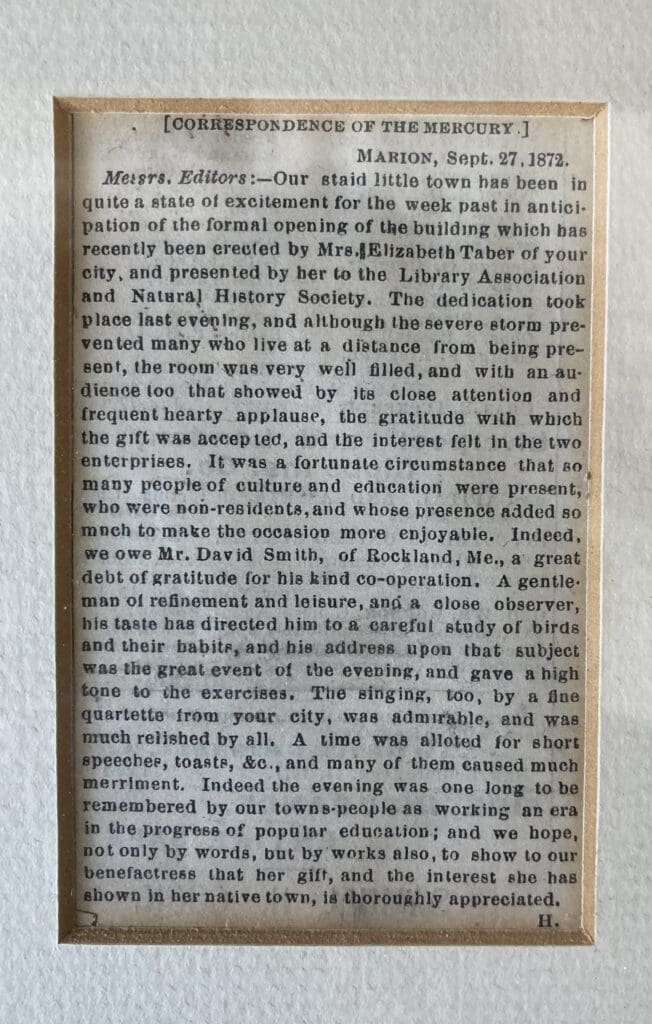 [CORRESPONDENCE OF THE MERCURY.]
MARION, Sept. 27, 1872.
Messrs. Editors:—Our staid little town has been in
quite a state of excitement for the week past in antici-
pation of the formal opening of the building which has
recently been erected by Mrs. Elizabeth Taber of your
city, and presented by her to the Library Association
and Natural History Society. The dedication took
place last evening, and although the severe storm pre-
vented many who live at a distance from being pre-
sent, the room was very well filled, and with an au-
dience too that showed by its close attention and
frequent hearty applause, the gratitude with which
the gift was accepted, and the interest felt in the two
enterprises. It was a fortunate circumstance that so
many people of culture and education were present,
who were non-residents, and whose presence added so
much to make the occasion more enjoyable. Indeed,
we owe Mr. David Smith, of Rockland, Me., a great
debt of gratitude for his kind co-operation. A gentle-
man of refinement and leisure, and a close observer,
his taste has directed him to a careful study of birds
and their habits, and his address upon that subject
was the great event of the evening, and gave a high
tone to the exercises. The singing, too, by a fine
quartette from your city, was admirable, and was
much relished by all. A time was alloted for short
speeches, toasts, &c., and many of them caused much
merriment. Indeed the evening was one long to be
remembered by our towns-people as working an era
in the progress of popular education; and we hope,
not only by words, but by works also, to show to our
benefactress that her gift, and the interest she has
shown in her native town, is thoroughly appreciated.
H.